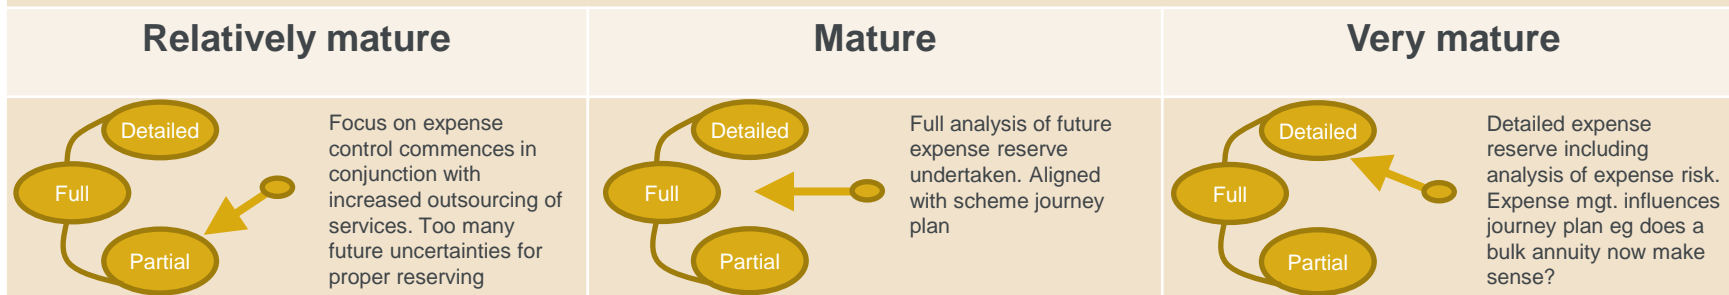 Relatively mature
Mature
Very mature
Detailed
Full
Partial
Focus on expense
control commences in
conjunction with
increased outsourcing of
services. Too many
future uncertainties for
proper reserving
Detailed
Full
Partial
Full analysis of future
expense reserve
undertaken. Aligned
with scheme journey
plan
Detailed
Full
Partial
Detailed expense
reserve including
analysis of expense risk.
Expense mgt. influences
journey plan eg does a
bulk annuity now make
sense?